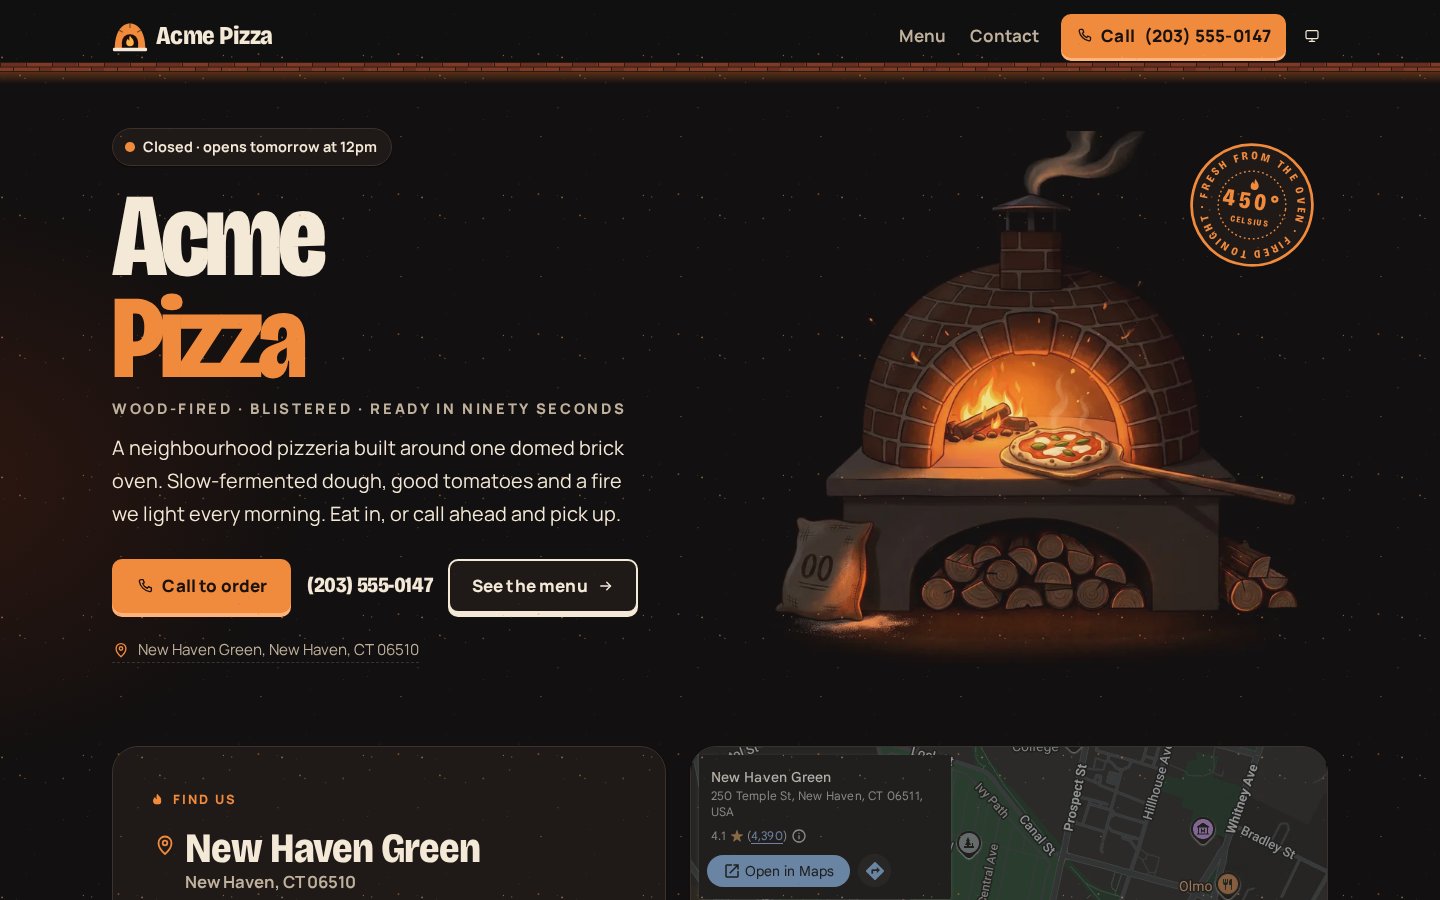 Acme Pizza
Menu
Contact
Call (203) 555-0147
Closed · opens tomorrow at 12pm
Acme
Pizza
WOOD-FIRED · BLISTERED · READY IN NINETY SECONDS
A neighbourhood pizzeria built around one domed brick
oven. Slow-fermented dough, good tomatoes and a fire
we light every morning. Eat in, or call ahead and pick up.
Call to order
(203) 555-0147
See the menu →
New Haven Green, New Haven, CT 06510
FRESH FROM THE OVEN · FIRED TONIGHT ·
450°
CELSIUS
00
FIND US
New Haven Green
New Haven, CT 06510
New Haven Green
250 Temple St, New Haven, CT 06511,
USA
4.1 ★ (4,390)
Open in Maps
College
Ivy Path
Canal St
Prospect St
Hillhouse Ave
Whitney Ave
Bradley St
Olmo